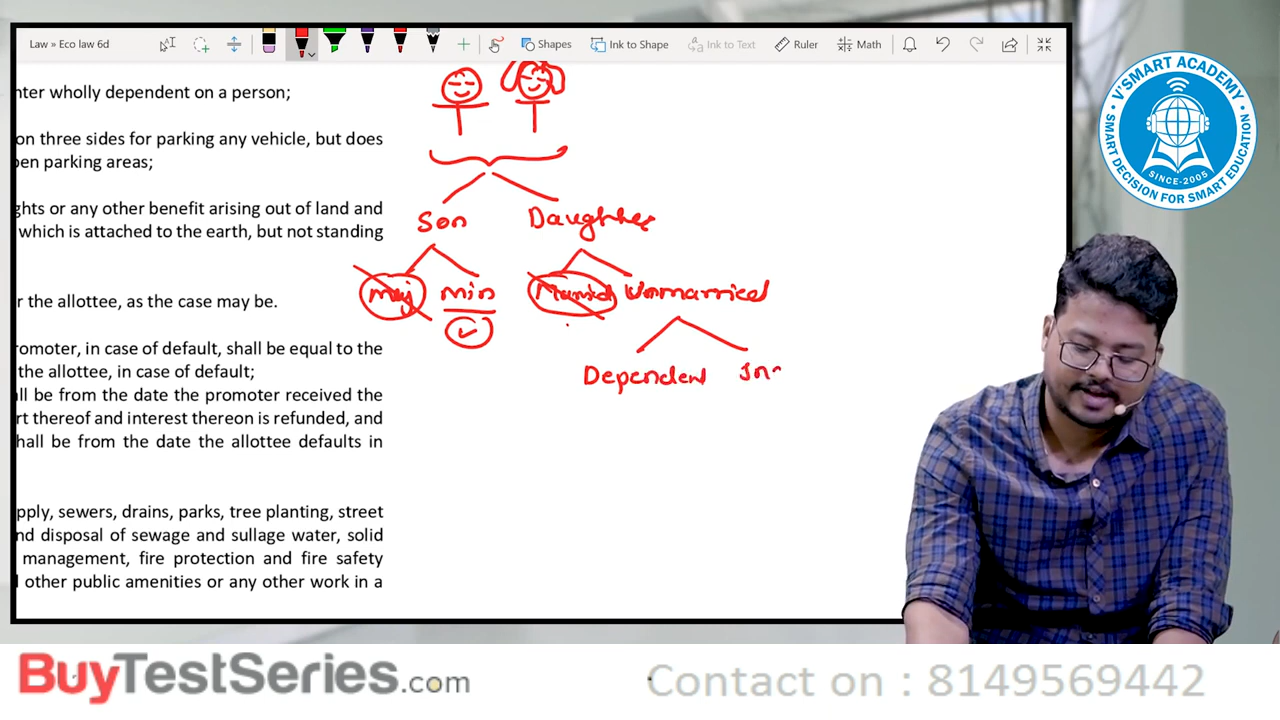 Law » Eco law 6d
Shapes
Ink to Shape
Ink to Text
Ruler
Math
nter wholly dependent on a person;
on three sides for parking any vehicle, but does
pen parking areas;
ghts or any other benefit arising out of land and
which is attached to the earth, but not standing
r the allottee, as the case may be.
romoter, in case of default, shall be equal to the
the allottee, in case of default;
ll be from the date the promoter received the
rt thereof and interest thereon is refunded, and
hall be from the date the allottee defaults in
pply, sewers, drains, parks, tree planting, street
nd disposal of sewage and sullage water, solid
management, fire protection and fire safety
other public amenities or any other work in a
Son Daughter
Maj min Married Unmarried
Dependent
V'SMART ACADEMY
SINCE-2005
SMART DECISION FOR SMART EDUCATION
BuyTestSeries.com
Contact on : 8149569442